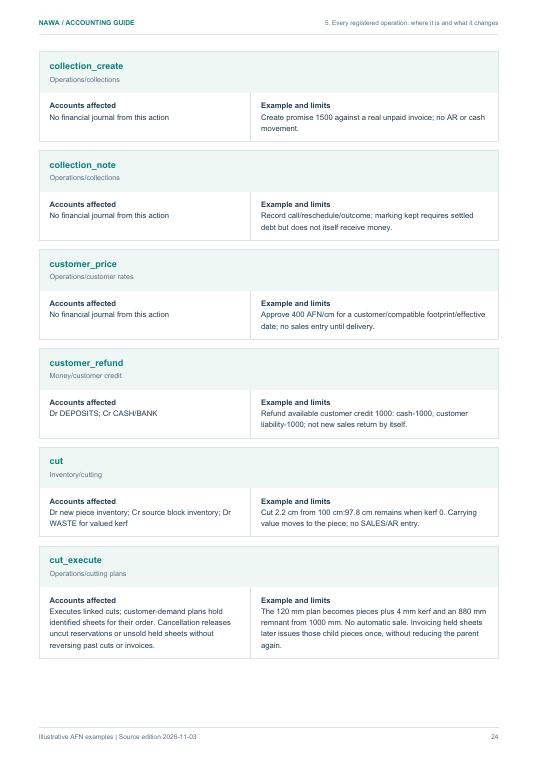 NAWA / ACCOUNTING GUIDE
5. Every registered operation: where it is and what it changes
collection_create
Operations/collections
Accounts affected
No financial journal from this action
Example and limits
Create promise 1500 against a real unpaid invoice; no AR or cash
movement.
collection_note
Operations/collections
Accounts affected
No financial journal from this action
Example and limits
Record call/reschedule/outcome; marking kept requires settled
debt but does not itself receive money.
customer_price
Operations/customer rates
Accounts affected
No financial journal from this action
Example and limits
Approve 400 AFN/cm for a customer/compatible footprint/effective
date; no sales entry until delivery.
customer_refund
Money/customer credit
Accounts affected
Dr DEPOSITS; Cr CASH/BANK
Example and limits
Refund available customer credit 1000: cash-1000, customer
liability-1000; not new sales return by itself.
cut
Inventory/cutting
Accounts affected
Dr new piece inventory; Cr source block inventory; Dr
WASTE for valued kerf
Example and limits
Cut 2.2 cm from 100 cm:97.8 cm remains when kerf 0. Carrying
value moves to the piece; no SALES/AR entry.
cut_execute
Operations/cutting plans
Accounts affected
Executes linked cuts; customer-demand plans hold
identified sheets for their order. Cancellation releases
uncut reservations or unsold held sheets without
reversing past cuts or invoices.
Example and limits
The 120 mm plan becomes pieces plus 4 mm kerf and an 880 mm
remnant from 1000 mm. No automatic sale. Invoicing held sheets
later issues those child pieces once, without reducing the parent
again.
Illustrative AFN examples | Source edition 2026-11-03
24